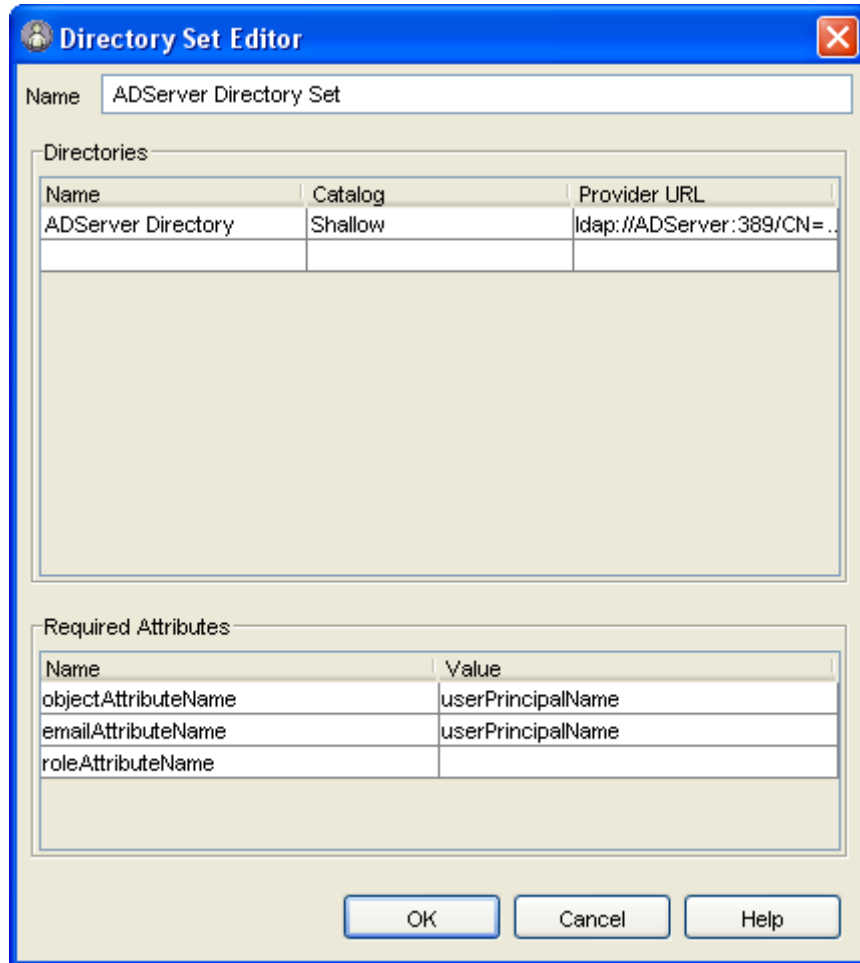 Directory Set Editor
Name ADServer Directory Set
Directories
Name Catalog Provider URL
ADServer Directory Shallow ldap://ADServer:389/CN=..
Required Attributes
Name Value
objectAttributeName userPrincipalName
emailAttributeName userPrincipalName
roleAttributeName
OK Cancel Help